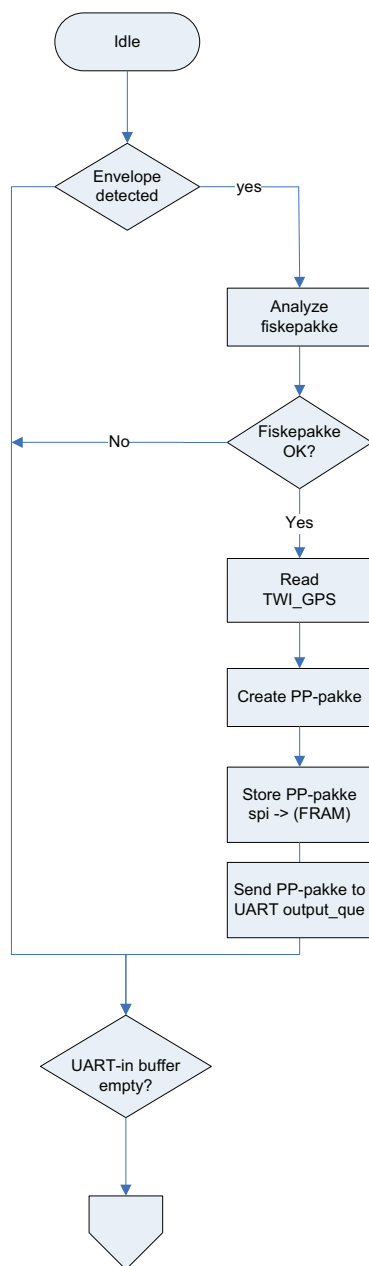 Idle
Envelope
detected
yes
Analyze
fiskepakke
Fiskepakke
OK?
No
Yes
Read
TWI_GPS
Create PP-pakke
Store PP-pakke
spi -> (FRAM)
Send PP-pakke to
UART output_que
UART-in buffer
empty?